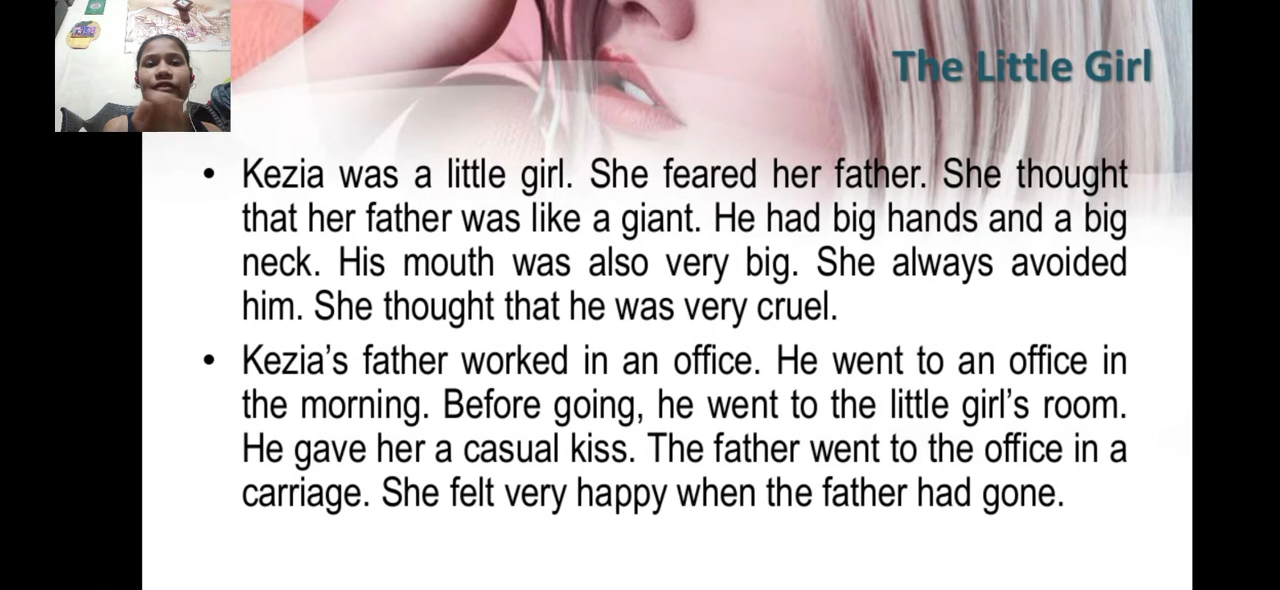 The Little Girl
• Kezia was a little girl. She feared her father. She thought
that her father was like a giant. He had big hands and a big
neck. His mouth was also very big. She always avoided
him. She thought that he was very cruel.
• Kezia’s father worked in an office. He went to an office in
the morning. Before going, he went to the little girl’s room.
He gave her a casual kiss. The father went to the office in a
carriage. She felt very happy when the father had gone.